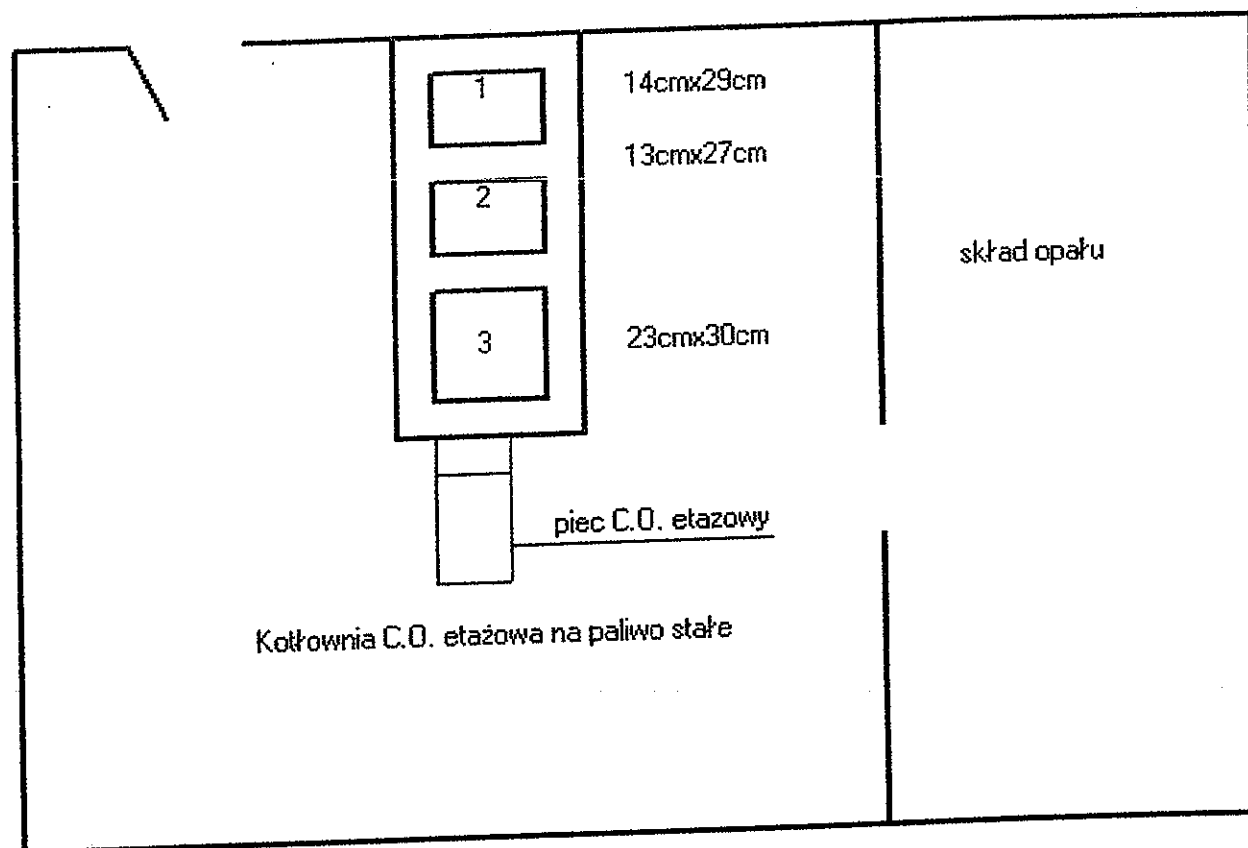 1
14cmx29cm
13cmx27cm
2
skład opału
3
23cmx30cm
piec C.O. etazowy
Kotłownia C.O. etażowa na paliwo stałe